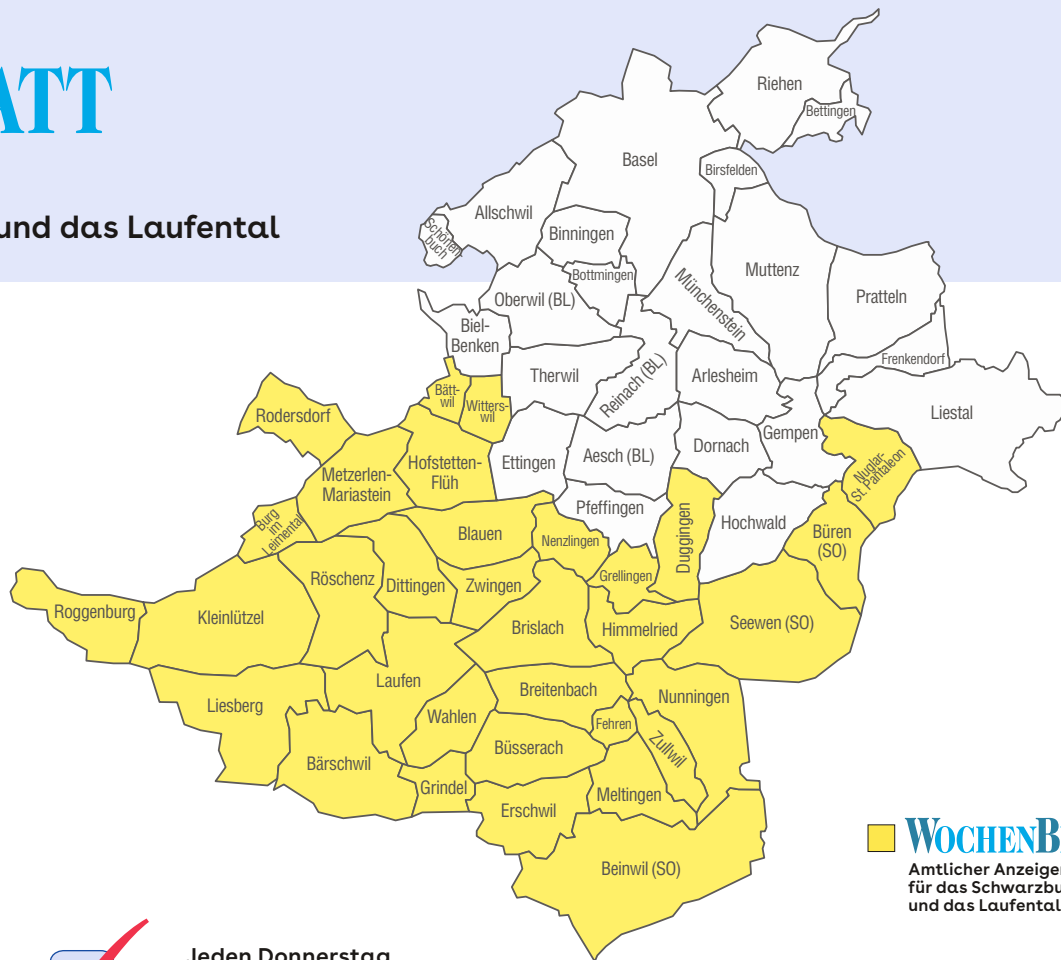 ATT
und das Laufental
Riehen
Bettingen
Basel
Birsfelden
Allschwil
Schönen-
buch
Binningen
Bottmingen
Muttenz
Münchenstein
Pratteln
Oberwil (BL)
Biel-
Benken
Frenkendorf
Therwil
Reinach (BL)
Arlesheim
Liestal
Bätt-
wil
Witters-
wil
Rodersdorf
Ettingen
Aesch (BL)
Dornach
Gempen
Metzerlen-
Mariastein
Hofstetten-
Flüh
Nuglar-
St. Pantaleon
Pfeffingen
Duggingen
Hochwald
Büren
(SO)
Burg
im
Leimental
Blauen
Nenzlingen
Röschenz
Dittingen
Zwingen
Grellingen
Roggenburg
Kleinlützel
Brislach
Himmelried
Seewen (SO)
Laufen
Breitenbach
Nunningen
Liesberg
Wahlen
Fehren
Zullwil
Büsserach
Bärschwil
Grindel
Meltingen
Erschwil
Beinwil (SO)
WOCHENB
Amtlicher Anzeiger
für das Schwarzbu
und das Laufental
Jeden Donnerstag